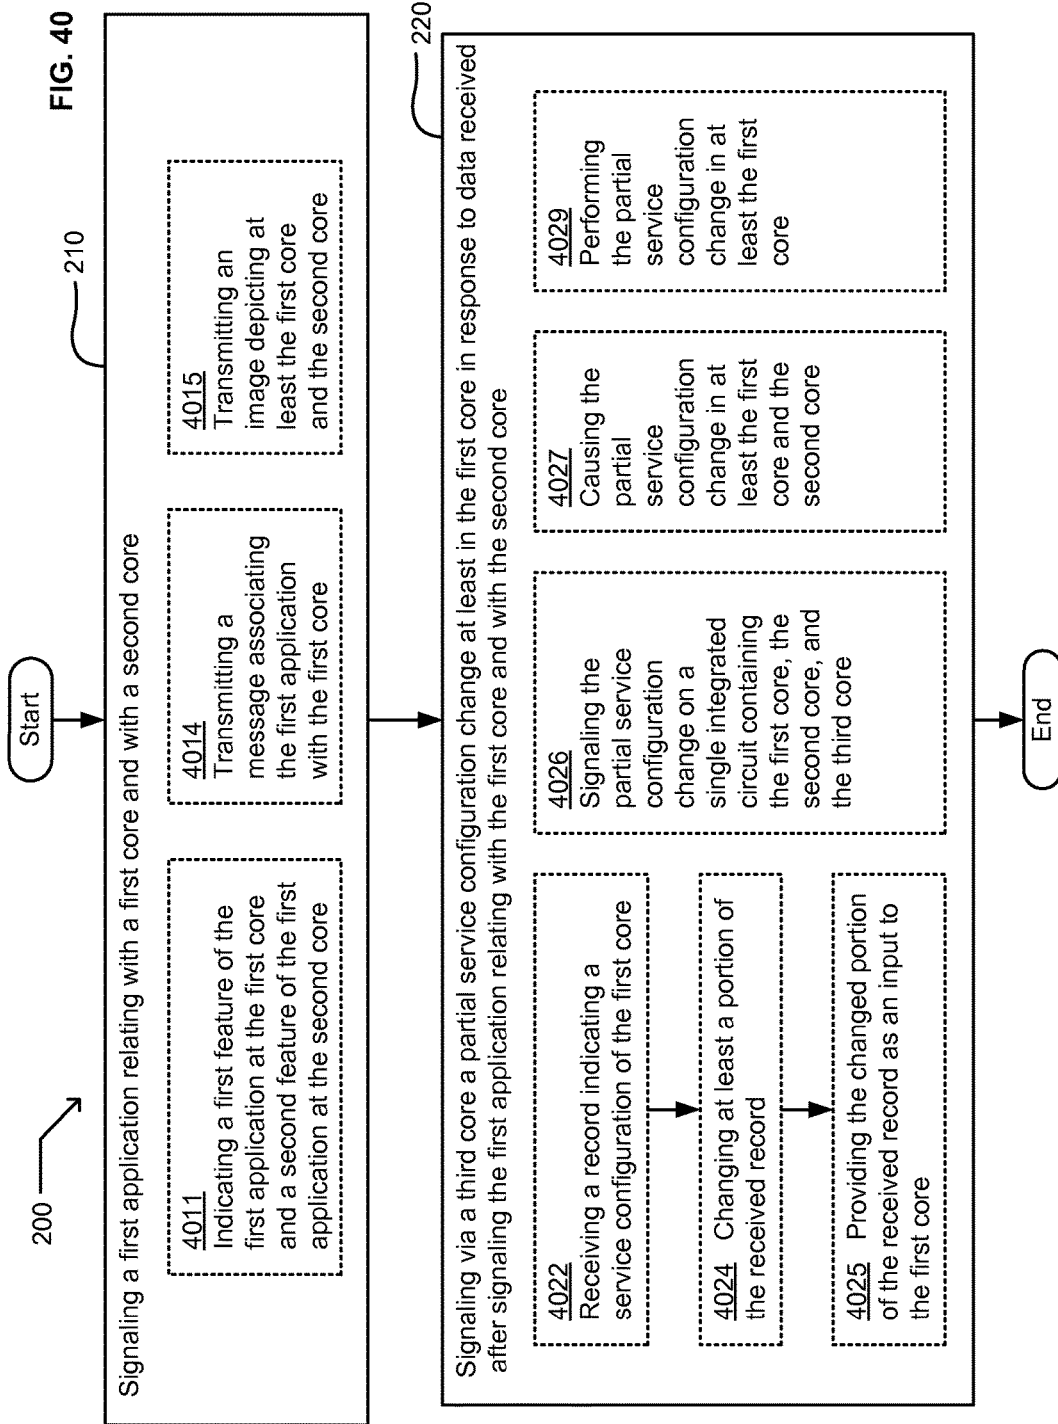 FIG. 40
200
Start
210
Signaling a first application relating with a first core and with a second core
4011
Indicating a first feature of the
first application at the first core
and a second feature of the first
application at the second core
4014
Transmitting a
message associating
the first application
with the first core
4015
Transmitting an
image depicting at
least the first core
and the second core
220
Signaling via a third core a partial service configuration change at least in the first core in response to data received
after signaling the first application relating with the first core and with the second core
4022
Receiving a record indicating a
service configuration of the first core
4024 Changing at least a portion of
the received record
4025 Providing the changed portion
of the received record as an input to
the first core
4026
Signaling the
partial service
configuration
change on a
single integrated
circuit containing
the first core, the
second core, and
the third core
4027
Causing the
partial
service
configuration
change in at
least the first
core and the
second core
4029
Performing
the partial
service
configuration
change in at
least the first
core
End